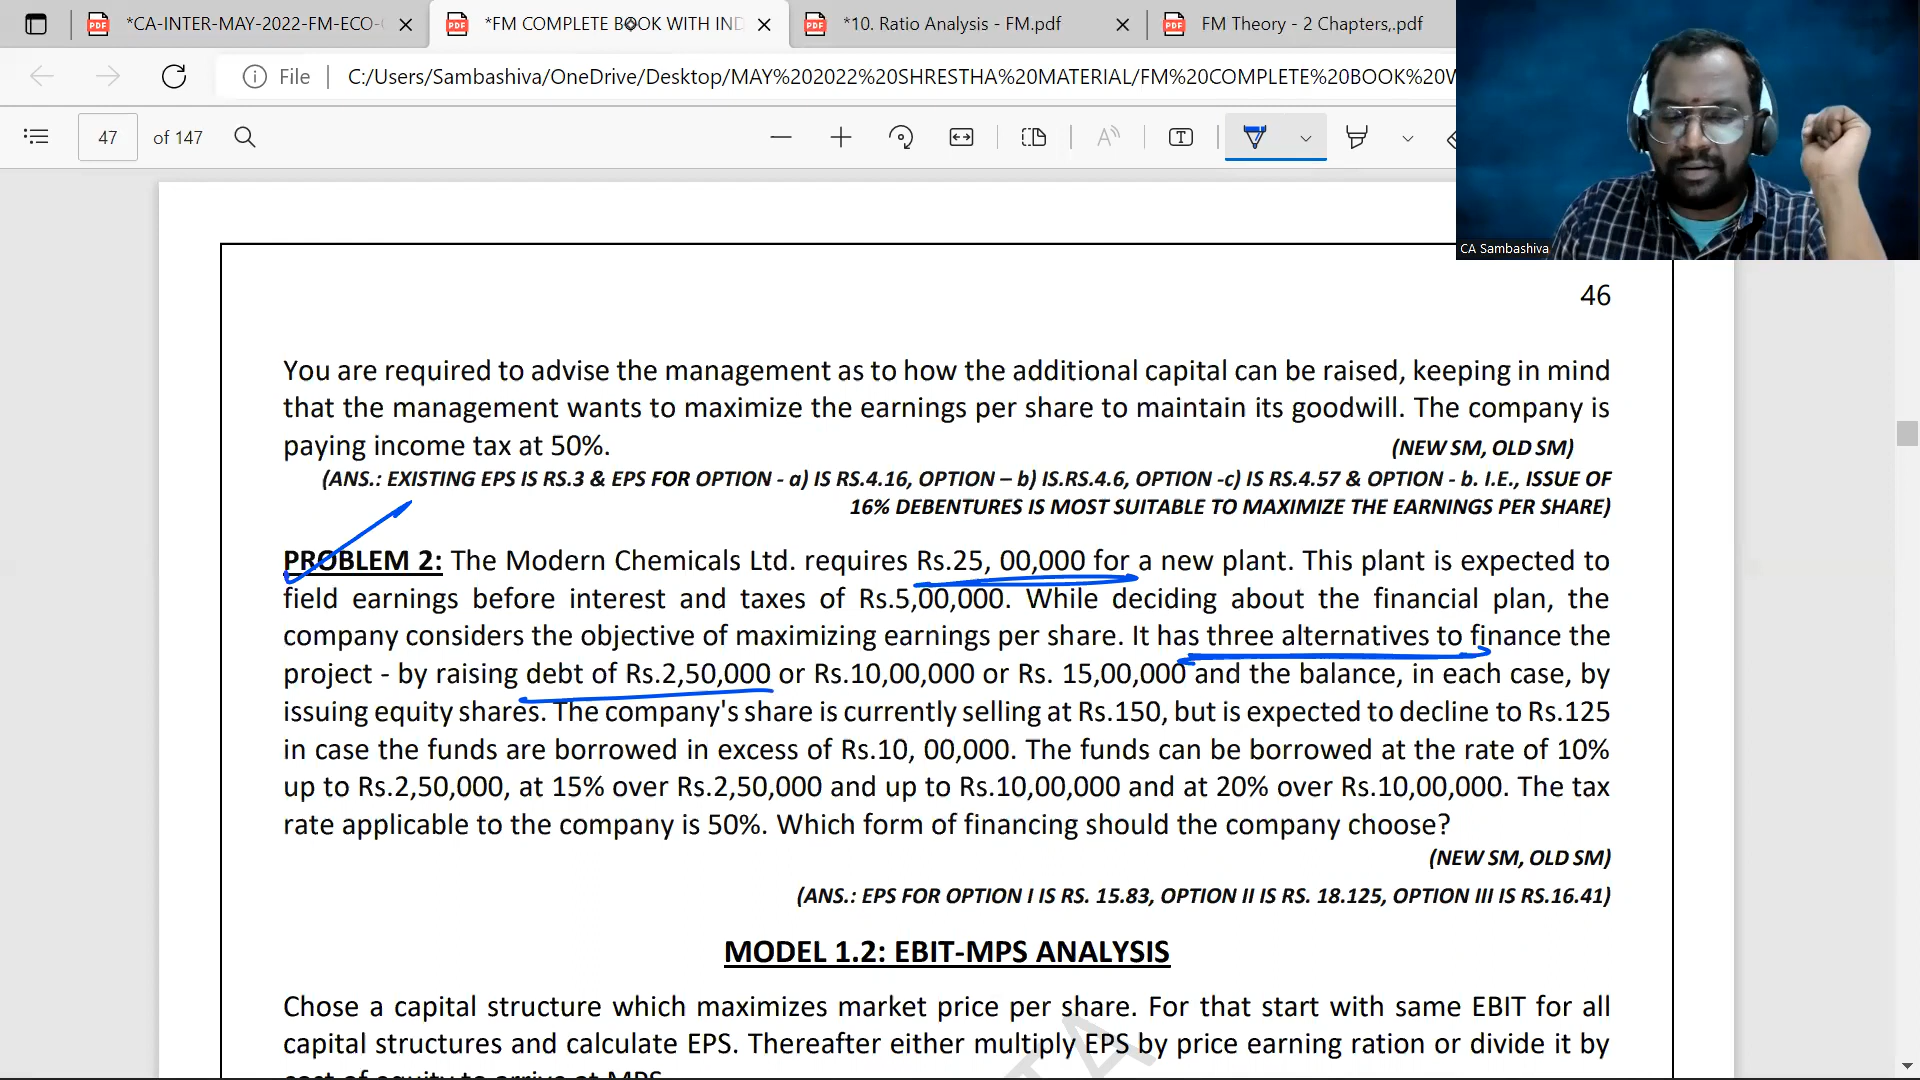 *CA-INTER-MAY-2022-FM-ECO-
*FM COMPLETE BOOK WITH IND
*10. Ratio Analysis - FM.pdf
FM Theory - 2 Chapters,.pdf
File
C:/Users/Sambashiva/OneDrive/Desktop/MAY%202022%20SHRESTHA%20MATERIAL/FM%20COMPLETE%20BOOK%20W
47 of 147
CA Sambashiva
46
You are required to advise the management as to how the additional capital can be raised, keeping in mind
that the management wants to maximize the earnings per share to maintain its goodwill. The company is
paying income tax at 50%. (NEW SM, OLD SM)
(ANS.: EXISTING EPS IS RS.3 & EPS FOR OPTION - a) IS RS.4.16, OPTION – b) IS.RS.4.6, OPTION -c) IS RS.4.57 & OPTION - b. I.E., ISSUE OF
16% DEBENTURES IS MOST SUITABLE TO MAXIMIZE THE EARNINGS PER SHARE)
PROBLEM 2: The Modern Chemicals Ltd. requires Rs.25, 00,000 for a new plant. This plant is expected to
field earnings before interest and taxes of Rs.5,00,000. While deciding about the financial plan, the
company considers the objective of maximizing earnings per share. It has three alternatives to finance the
project - by raising debt of Rs.2,50,000 or Rs.10,00,000 or Rs. 15,00,000 and the balance, in each case, by
issuing equity shares. The company's share is currently selling at Rs.150, but is expected to decline to Rs.125
in case the funds are borrowed in excess of Rs.10, 00,000. The funds can be borrowed at the rate of 10%
up to Rs.2,50,000, at 15% over Rs.2,50,000 and up to Rs.10,00,000 and at 20% over Rs.10,00,000. The tax
rate applicable to the company is 50%. Which form of financing should the company choose?
(NEW SM, OLD SM)
(ANS.: EPS FOR OPTION I IS RS. 15.83, OPTION II IS RS. 18.125, OPTION III IS RS.16.41)
MODEL 1.2: EBIT-MPS ANALYSIS
Chose a capital structure which maximizes market price per share. For that start with same EBIT for all
capital structures and calculate EPS. Thereafter either multiply EPS by price earning ration or divide it by
cost of equity to arrive at MPS.